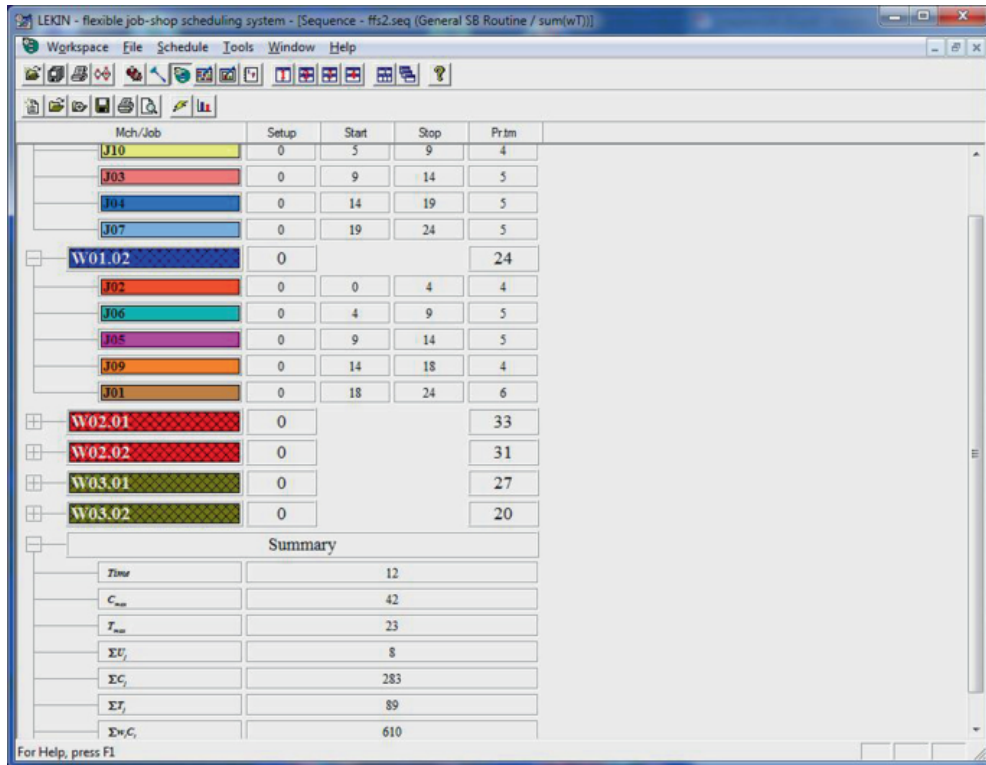 LEKIN - flexible job-shop scheduling system - [Sequence - ffs2.seq (General SB Routine / sum(wT))]
Workspace File Schedule Tools Window Help
Mch/Job Setup Start Stop Pr.tm
J10 0 5 9 4
J03 0 9 14 5
J04 0 14 19 5
J07 0 19 24 5
W01.02 0 24
J02 0 0 4 4
J06 0 4 9 5
J05 0 9 14 5
J09 0 14 18 4
J01 0 18 24 6
W02.01 0 33
W02.02 0 31
W03.01 0 27
W03.02 0 20
Summary
Time 12
Cmax 42
Tmax 23
ΣUj 8
ΣCj 283
ΣTj 89
ΣwjCj 610
For Help, press F1